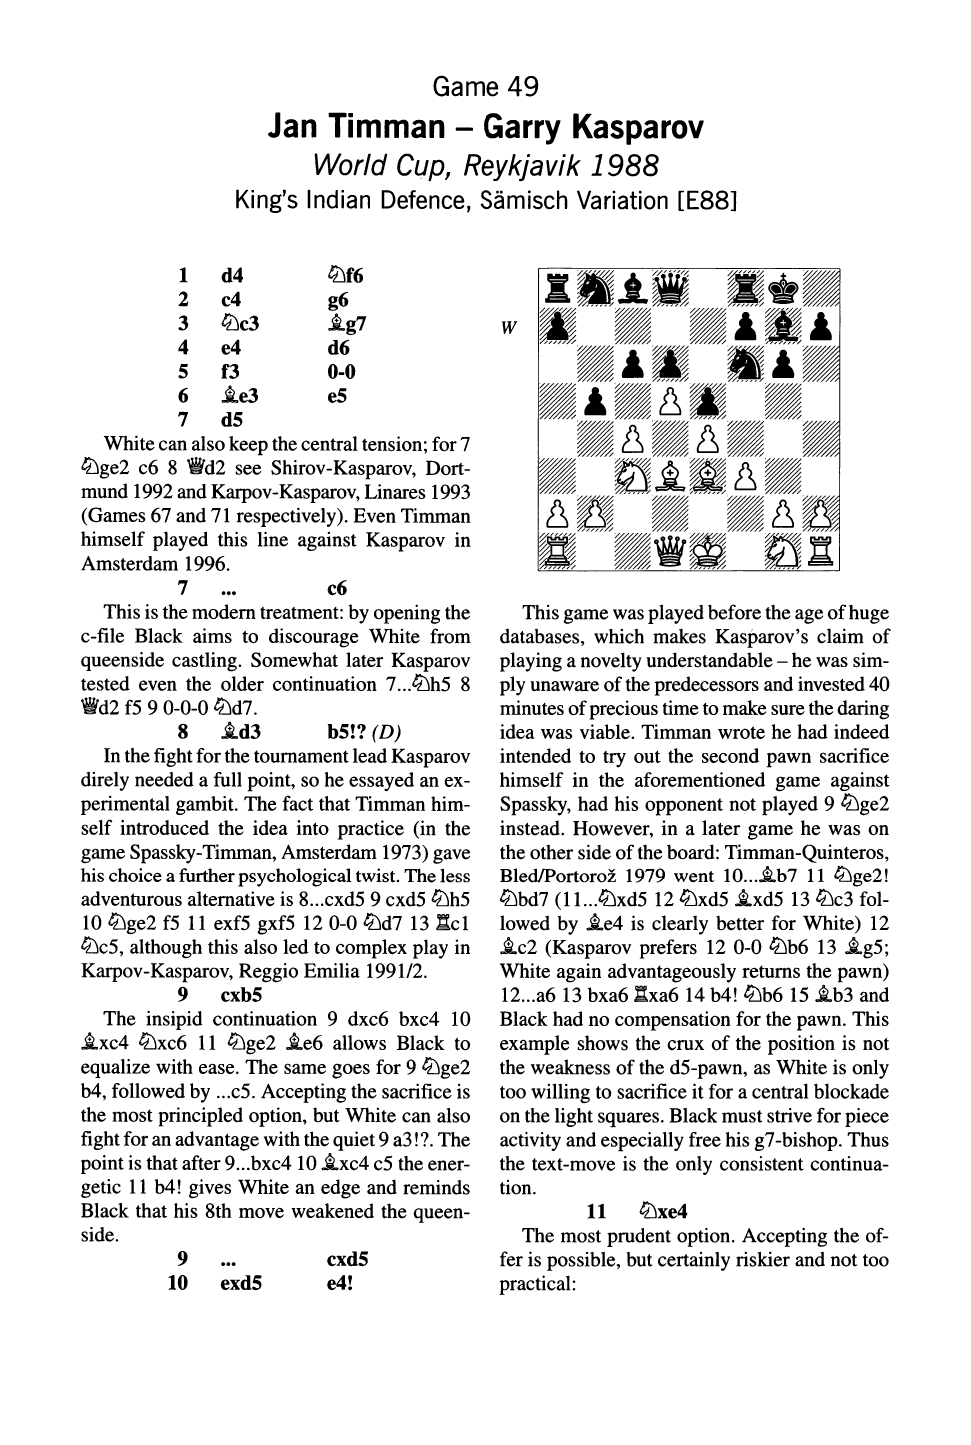 Game 49
Jan Timman – Garry Kasparov
World Cup, Reykjavik 1988
King's Indian Defence, Sämisch Variation [E88]
1 d4 ♘f6
2 c4 g6
3 ♘c3 ♗g7
4 e4 d6
5 f3 0-0
6 ♗e3 e5
7 d5
White can also keep the central tension; for 7
♘ge2 c6 8 ♕d2 see Shirov-Kasparov, Dort-
mund 1992 and Karpov-Kasparov, Linares 1993
(Games 67 and 71 respectively). Even Timman
himself played this line against Kasparov in
Amsterdam 1996.
7 ... c6
This is the modern treatment: by opening the
c-file Black aims to discourage White from
queenside castling. Somewhat later Kasparov
tested even the older continuation 7...♘h5 8
♕d2 f5 9 0-0-0 ♘d7.
8 ♗d3 b5!? (D)
In the fight for the tournament lead Kasparov
direly needed a full point, so he essayed an ex-
perimental gambit. The fact that Timman him-
self introduced the idea into practice (in the
game Spassky-Timman, Amsterdam 1973) gave
his choice a further psychological twist. The less
adventurous alternative is 8...cxd5 9 cxd5 ♘h5
10 ♘ge2 f5 11 exf5 gxf5 12 0-0 ♘d7 13 ♖c1
♘c5, although this also led to complex play in
Karpov-Kasparov, Reggio Emilia 1991/2.
9 cxb5
The insipid continuation 9 dxc6 bxc4 10
♗xc4 ♘xc6 11 ♘ge2 ♗e6 allows Black to
equalize with ease. The same goes for 9 ♘ge2
b4, followed by ...c5. Accepting the sacrifice is
the most principled option, but White can also
fight for an advantage with the quiet 9 a3!?. The
point is that after 9...bxc4 10 ♗xc4 c5 the ener-
getic 11 b4! gives White an edge and reminds
Black that his 8th move weakened the queen-
side.
9 ... cxd5
10 exd5 e4!
W
This game was played before the age of huge
databases, which makes Kasparov's claim of
playing a novelty understandable – he was sim-
ply unaware of the predecessors and invested 40
minutes of precious time to make sure the daring
idea was viable. Timman wrote he had indeed
intended to try out the second pawn sacrifice
himself in the aforementioned game against
Spassky, had his opponent not played 9 ♘ge2
instead. However, in a later game he was on
the other side of the board: Timman-Quinteros,
Bled/Portorož 1979 went 10...♗b7 11 ♘ge2!
♘bd7 (11...♘xd5 12 ♘xd5 ♗xd5 13 ♘c3 fol-
lowed by ♗e4 is clearly better for White) 12
♗c2 (Kasparov prefers 12 0-0 ♘b6 13 ♗g5;
White again advantageously returns the pawn)
12...a6 13 bxa6 ♖xa6 14 b4! ♘b6 15 ♗b3 and
Black had no compensation for the pawn. This
example shows the crux of the position is not
the weakness of the d5-pawn, as White is only
too willing to sacrifice it for a central blockade
on the light squares. Black must strive for piece
activity and especially free his g7-bishop. Thus
the text-move is the only consistent continua-
tion.
11 ♘xe4
The most prudent option. Accepting the of-
fer is possible, but certainly riskier and not too
practical: